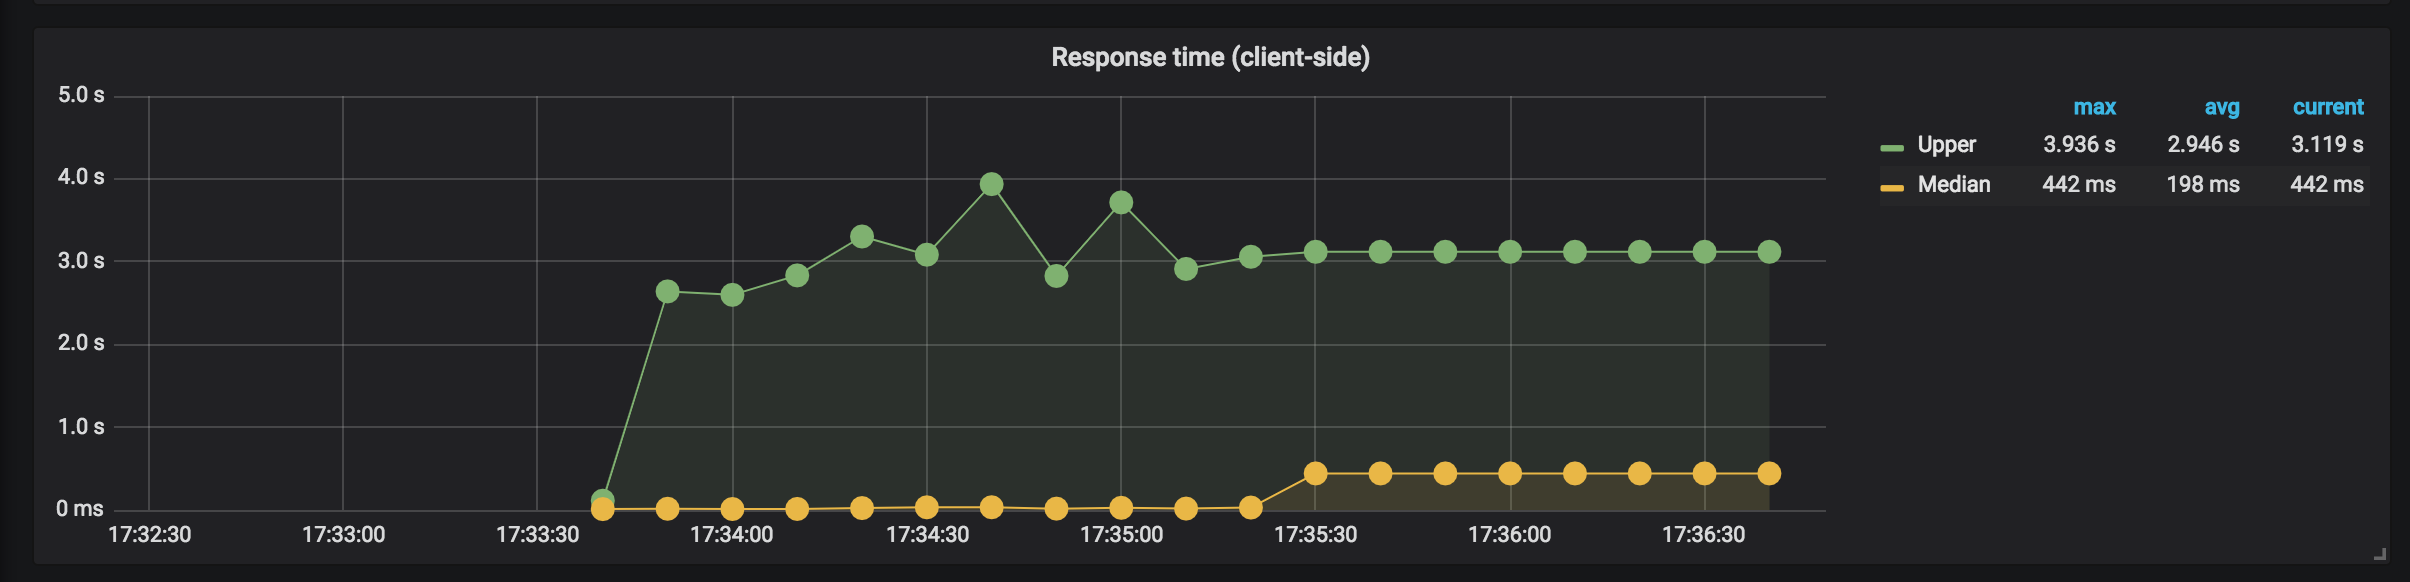 Response time (client-side)
5.0 s
4.0 s
3.0 s
2.0 s
1.0 s
0 ms
17:32:30 17:33:00 17:33:30 17:34:00 17:34:30 17:35:00 17:35:30 17:36:00 17:36:30
max avg current
Upper 3.936 s 2.946 s 3.119 s
Median 442 ms 198 ms 442 ms